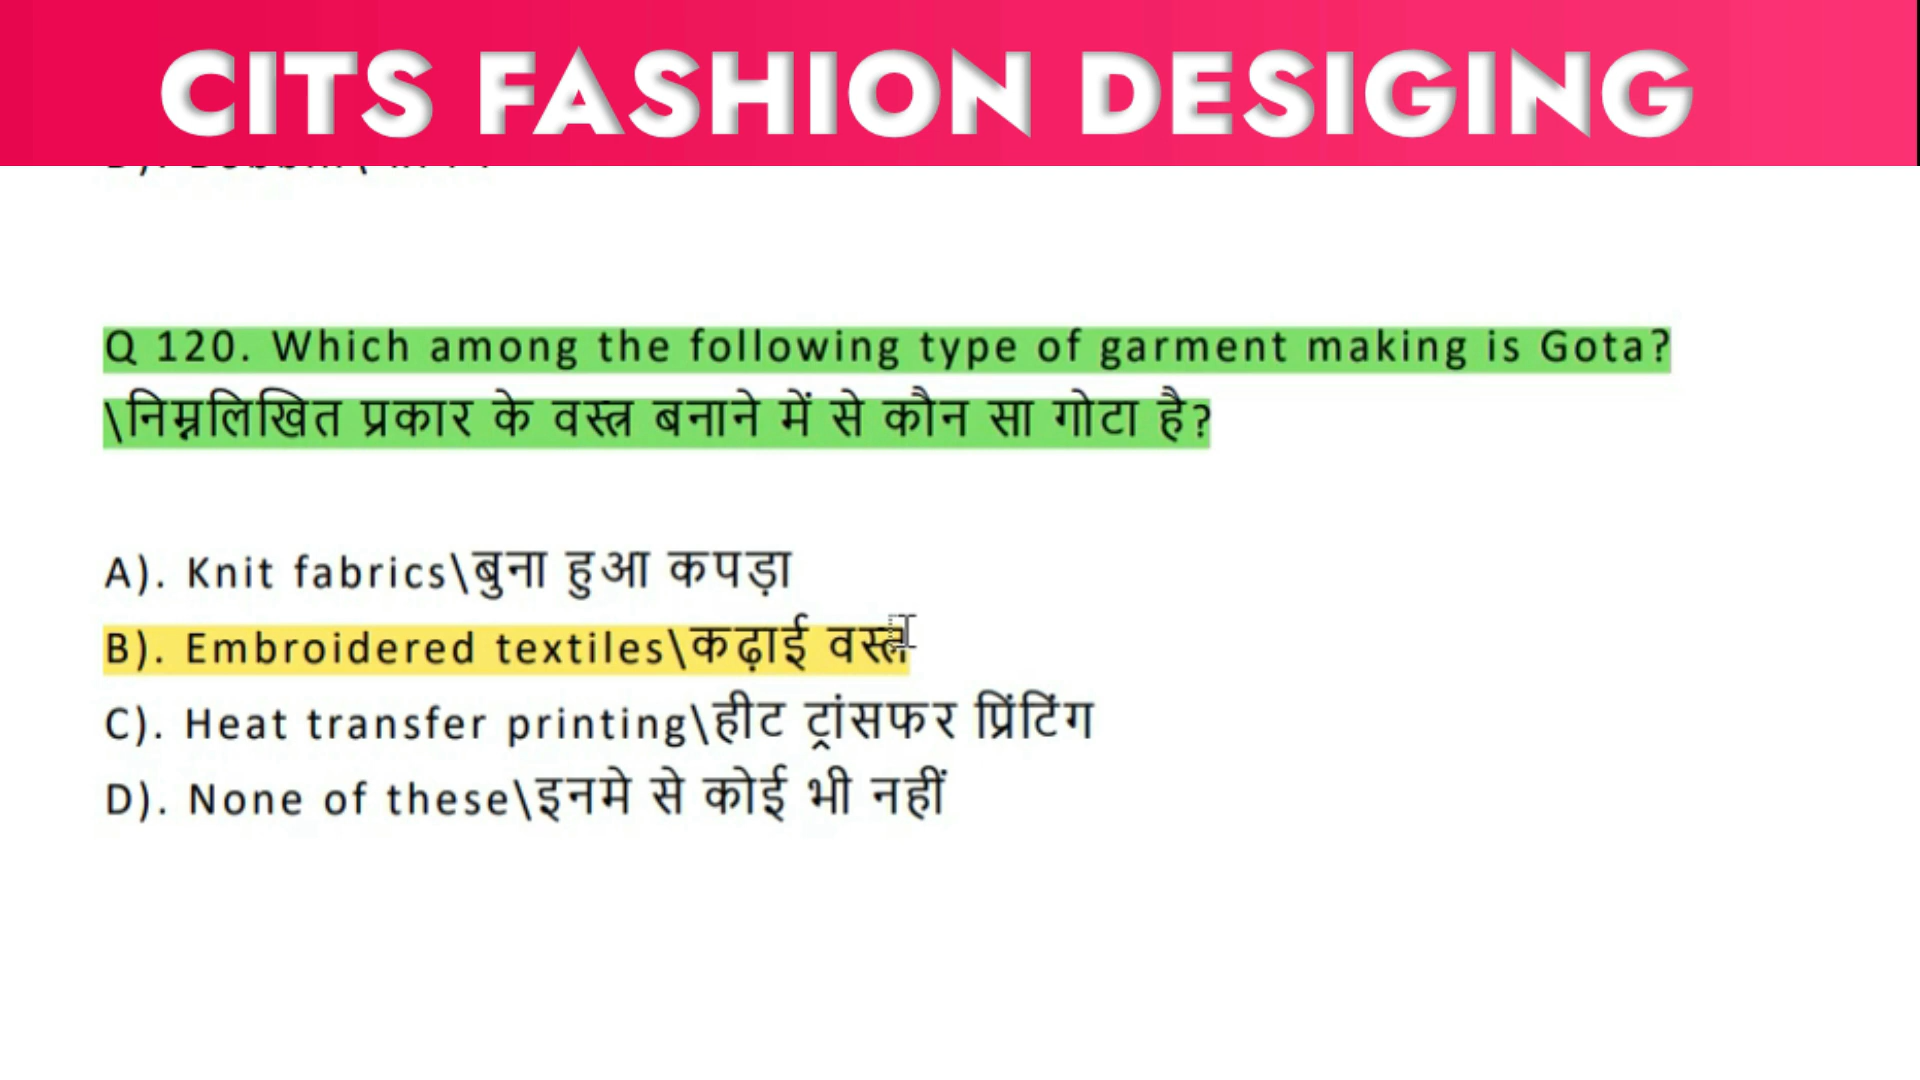 CITS FASHION DESIGING
Q 120. Which among the following type of garment making is Gota?
\निम्नलिखित प्रकार के वस्त्र बनाने में से कौन सा गोटा है?
A). Knit fabrics\बुना हुआ कपड़ा
B). Embroidered textiles\कढ़ाई वस्त्र
C). Heat transfer printing\हीट ट्रांसफर प्रिंटिंग
D). None of these\इनमे से कोई भी नहीं